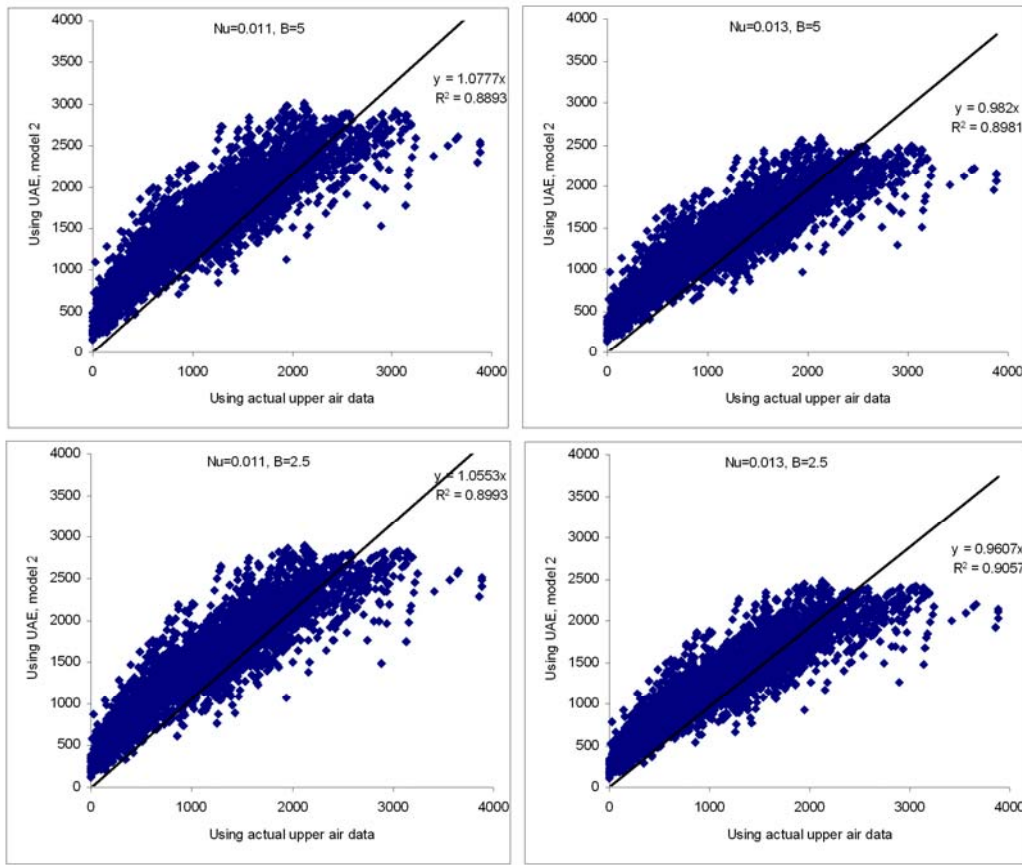 Nu=0.011, B=5
y = 1.0777x
R² = 0.8893
Using UAE, model 2
4000
3500
3000
2500
2000
1500
1000
500
0
0 1000 2000 3000 4000
Using actual upper air data
Nu=0.013, B=5
y = 0.982x
R² = 0.8981
Using UAE, model 2
4000
3500
3000
2500
2000
1500
1000
500
0
0 1000 2000 3000 4000
Using actual upper air data
Nu=0.011, B=2.5
y = 1.0553x
R² = 0.8993
Using UAE, model 2
4000
3500
3000
2500
2000
1500
1000
500
0
0 1000 2000 3000 4000
Using actual upper air data
Nu=0.013, B=2.5
y = 0.9607x
R² = 0.9057
Using UAE, model 2
4000
3500
3000
2500
2000
1500
1000
500
0
0 1000 2000 3000 4000
Using actual upper air data